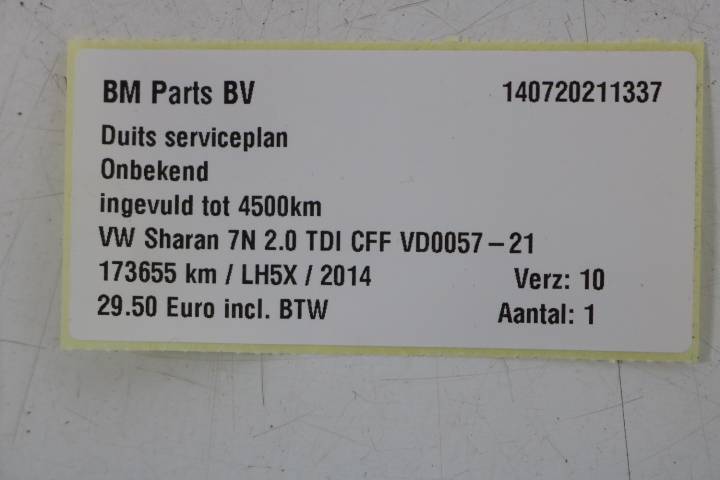 BM Parts BV 140720211337
Duits serviceplan
Onbekend
ingevuld tot 4500km
VW Sharan 7N 2.0 TDI CFF VD0057-21
173655 km / LH5X / 2014 Verz: 10
29.50 Euro incl. BTW Aantal: 1